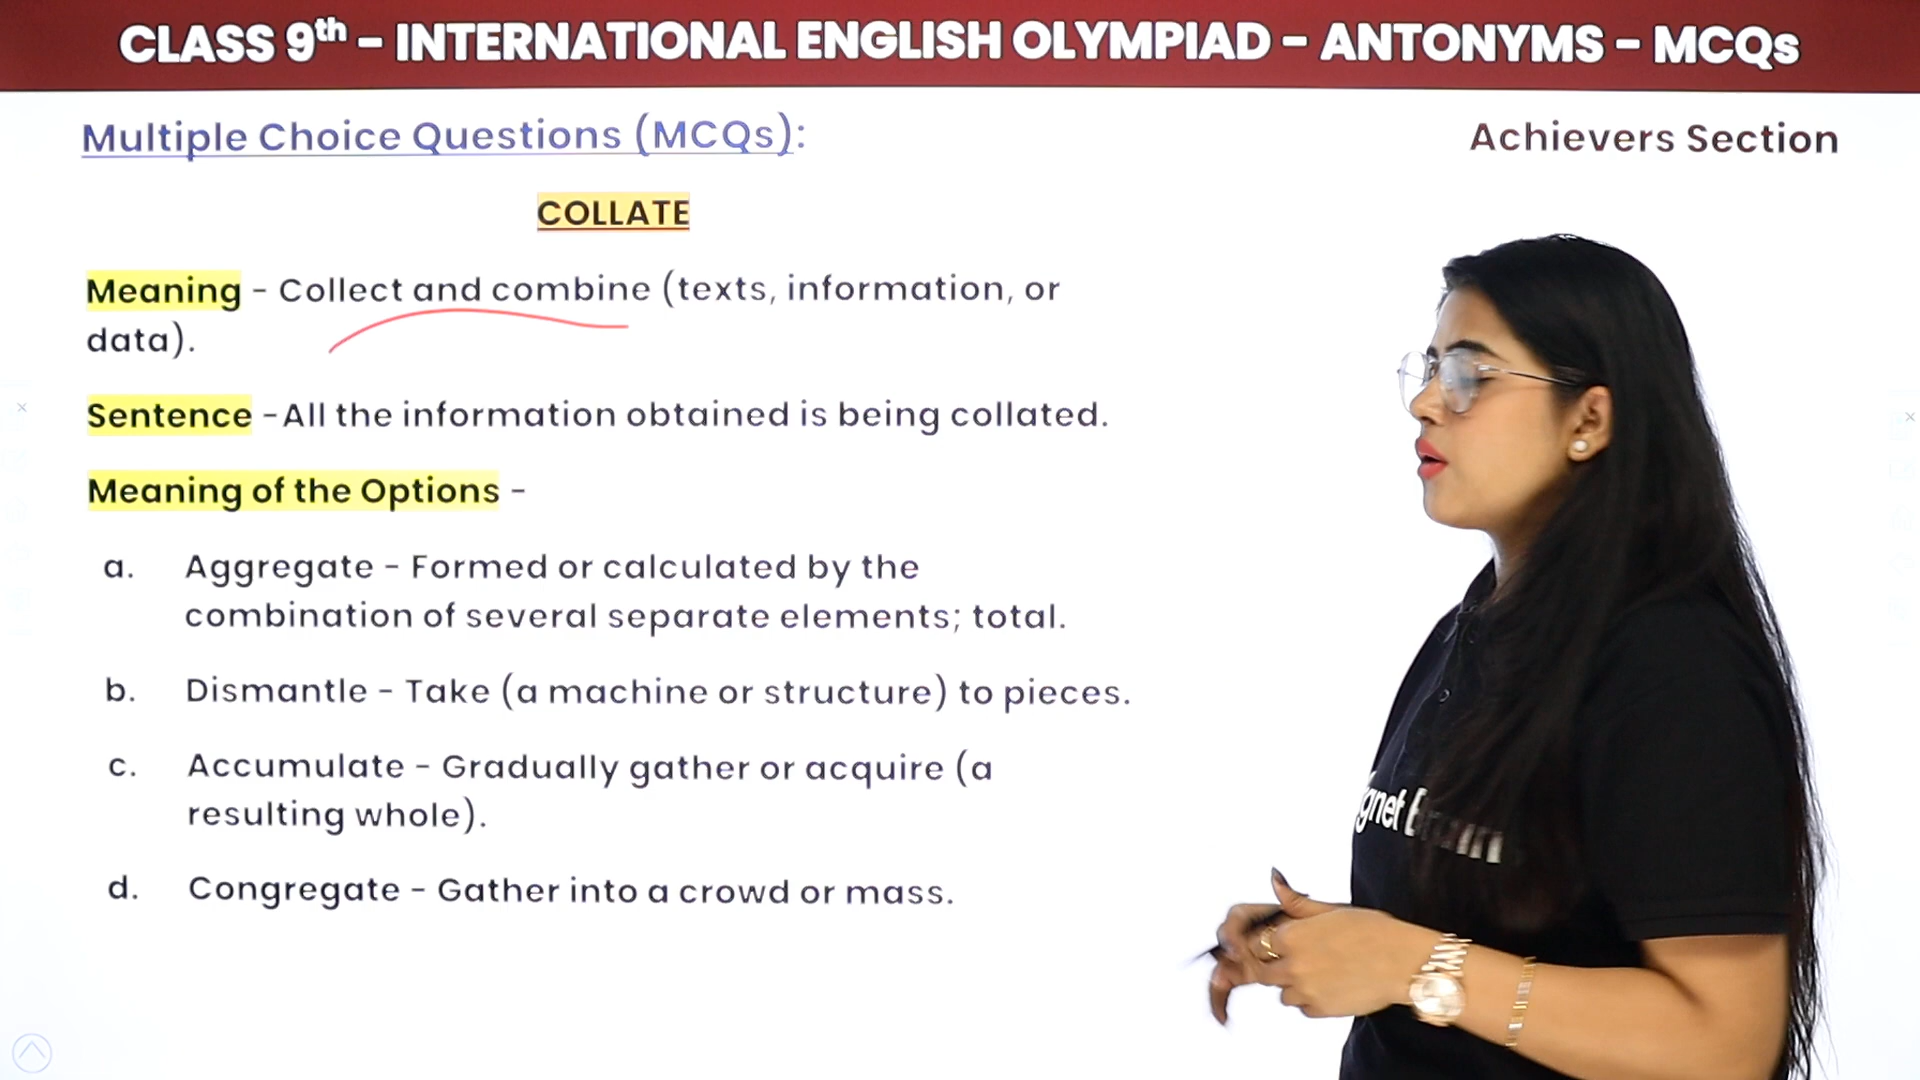 CLASS 9th - INTERNATIONAL ENGLISH OLYMPIAD - ANTONYMS - MCQs
Multiple Choice Questions (MCQs):
Achievers Section
COLLATE
Meaning - Collect and combine (texts, information, or
data).
Sentence -All the information obtained is being collated.
Meaning of the Options -
a. Aggregate - Formed or calculated by the
combination of several separate elements; total.
b. Dismantle - Take (a machine or structure) to pieces.
c. Accumulate - Gradually gather or acquire (a
resulting whole).
d. Congregate - Gather into a crowd or mass.